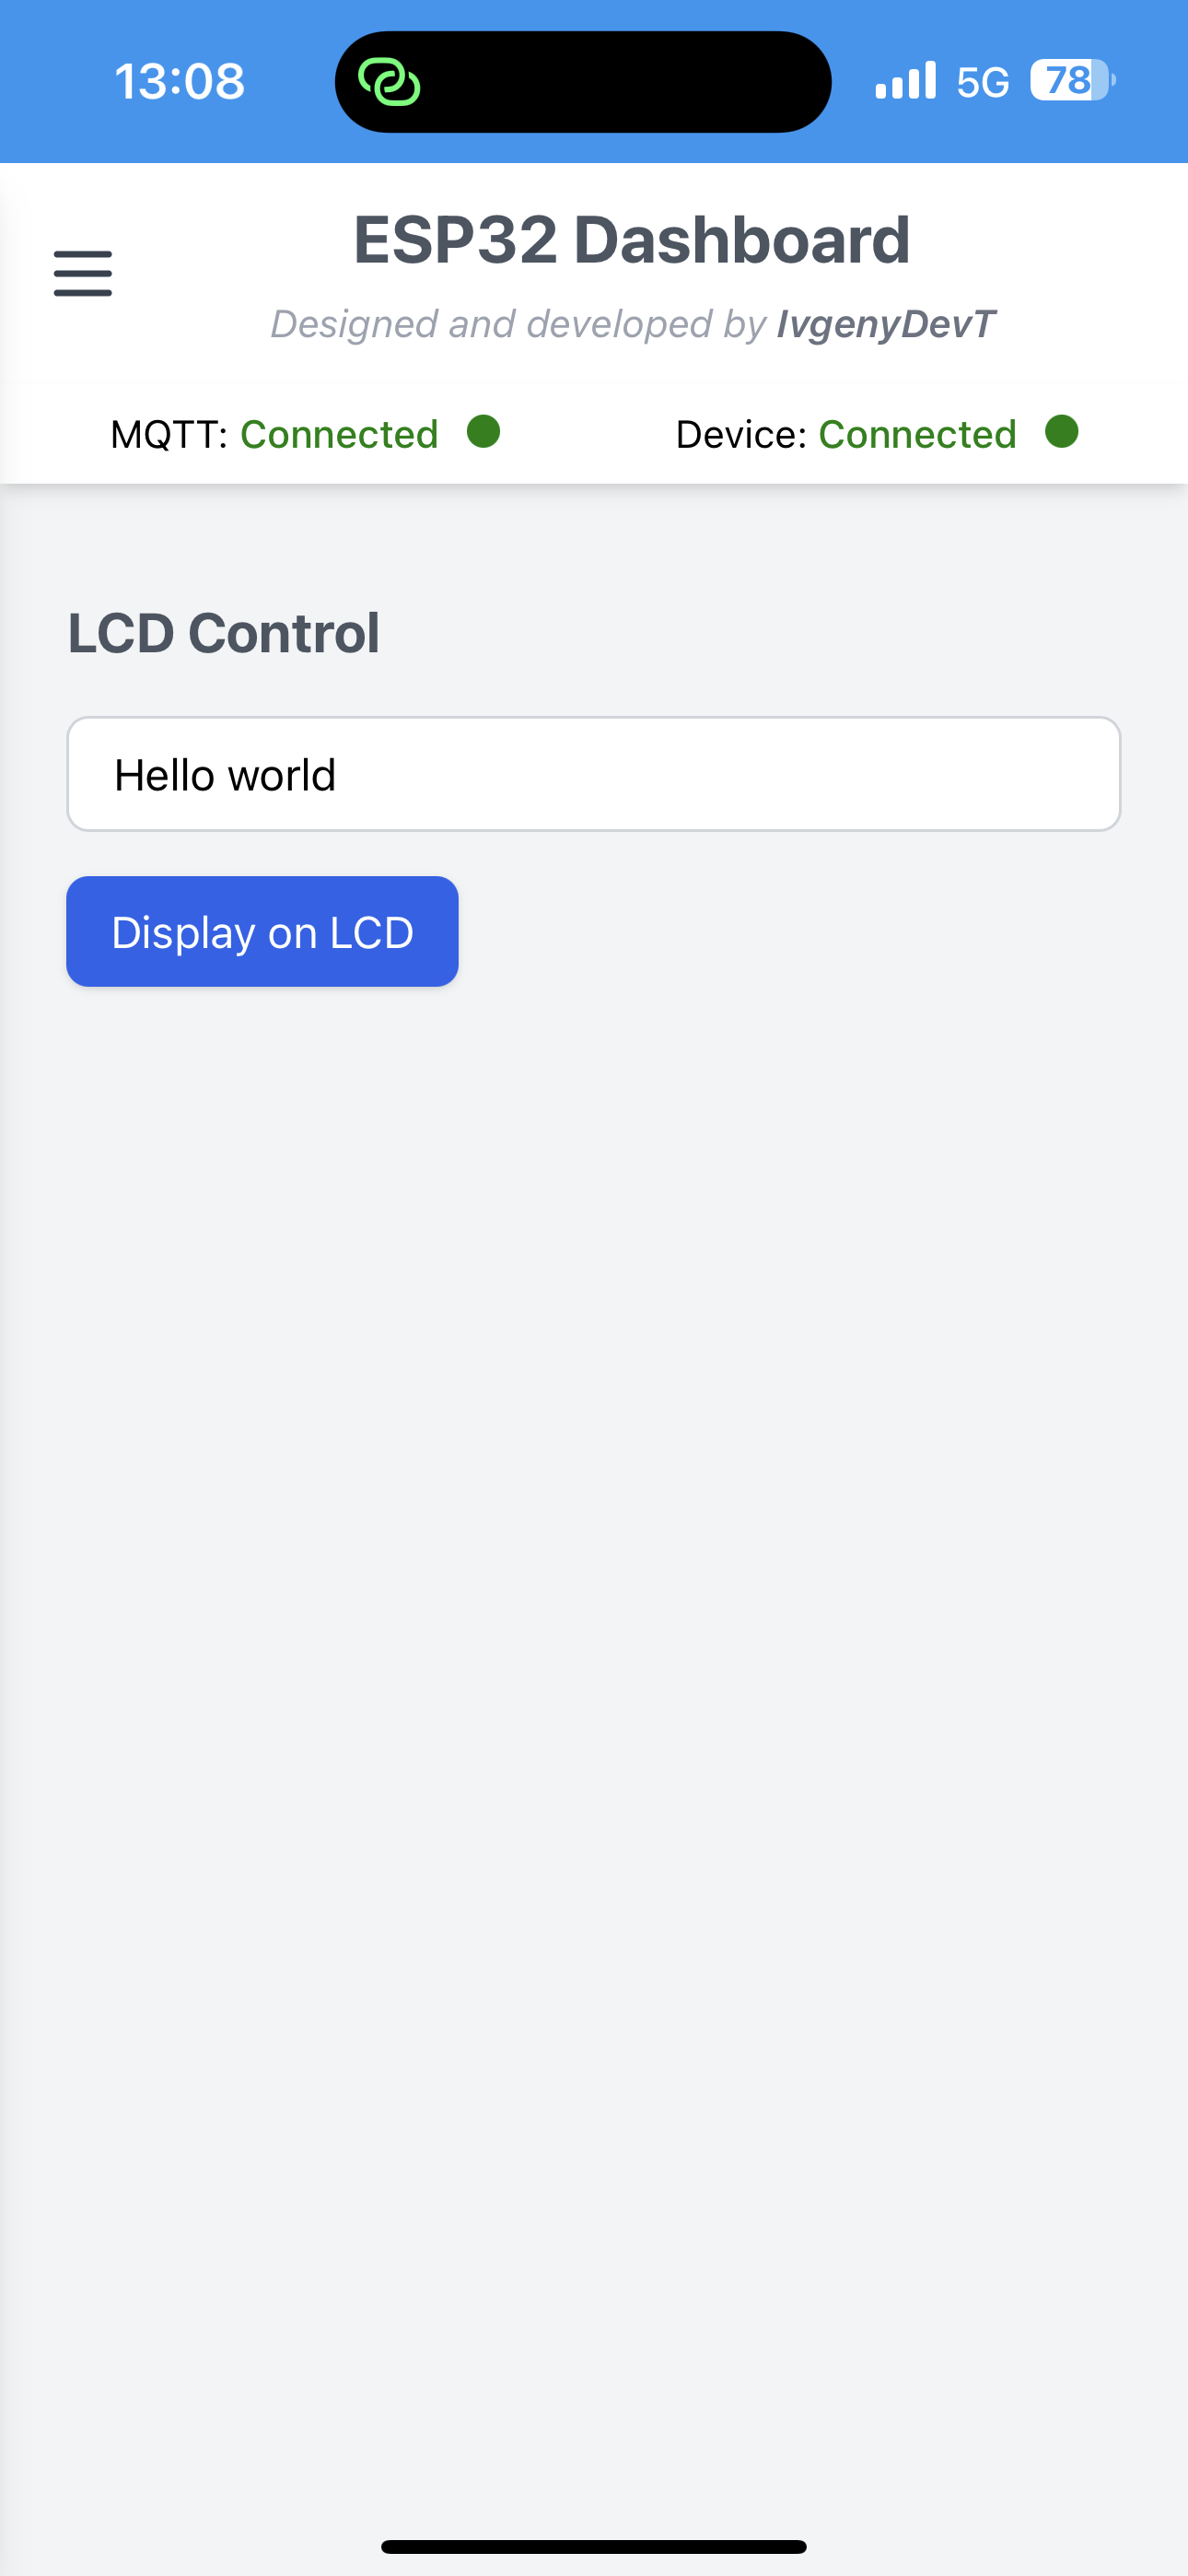 13:08 5G 78
ESP32 Dashboard
Designed and developed by IvgenyDevT
MQTT: Connected Device: Connected
LCD Control
Hello world
Display on LCD